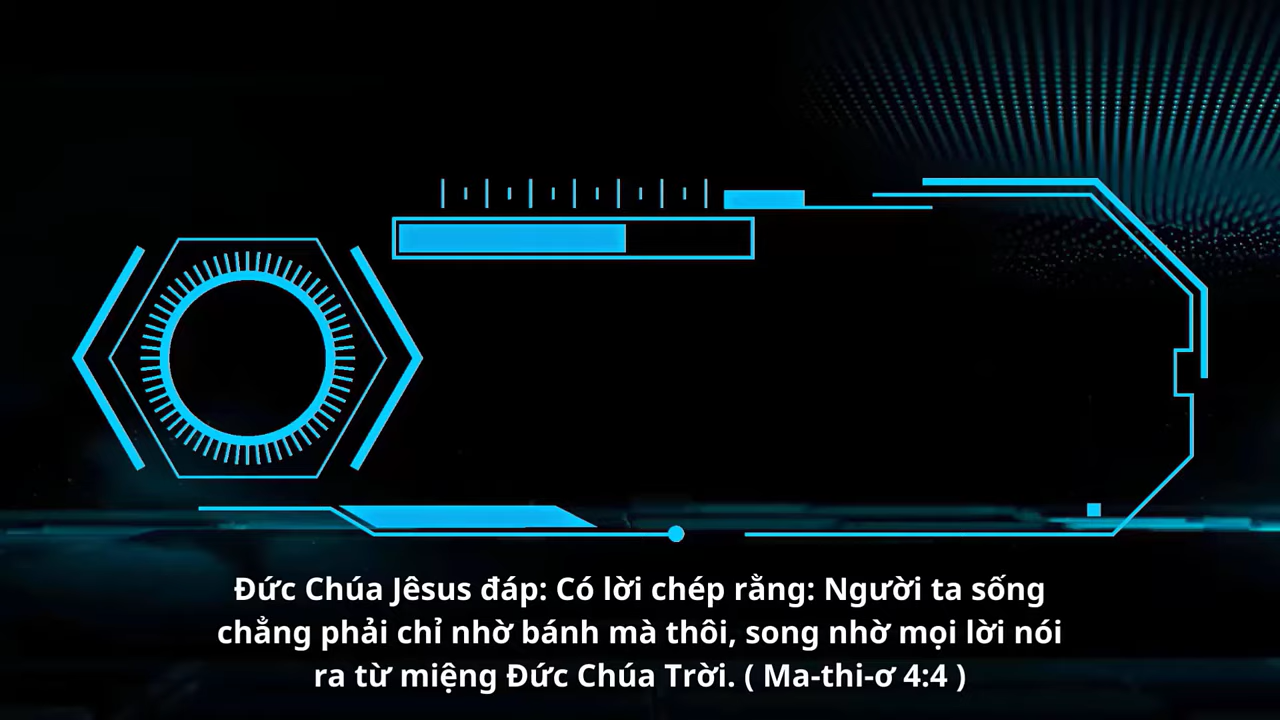 Đức Chúa Jêsus đáp: Có lời chép rằng: Người ta sống
chẳng phải chỉ nhờ bánh mà thôi, song nhờ mọi lời nói
ra từ miệng Đức Chúa Trời. ( Ma-thi-ơ 4:4 )